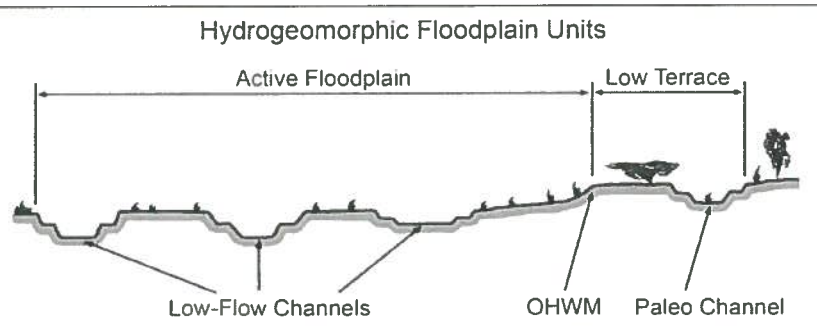 Hydrogeomorphic Floodplain Units
Active Floodplain
Low Terrace
Low-Flow Channels
OHWM
Paleo Channel